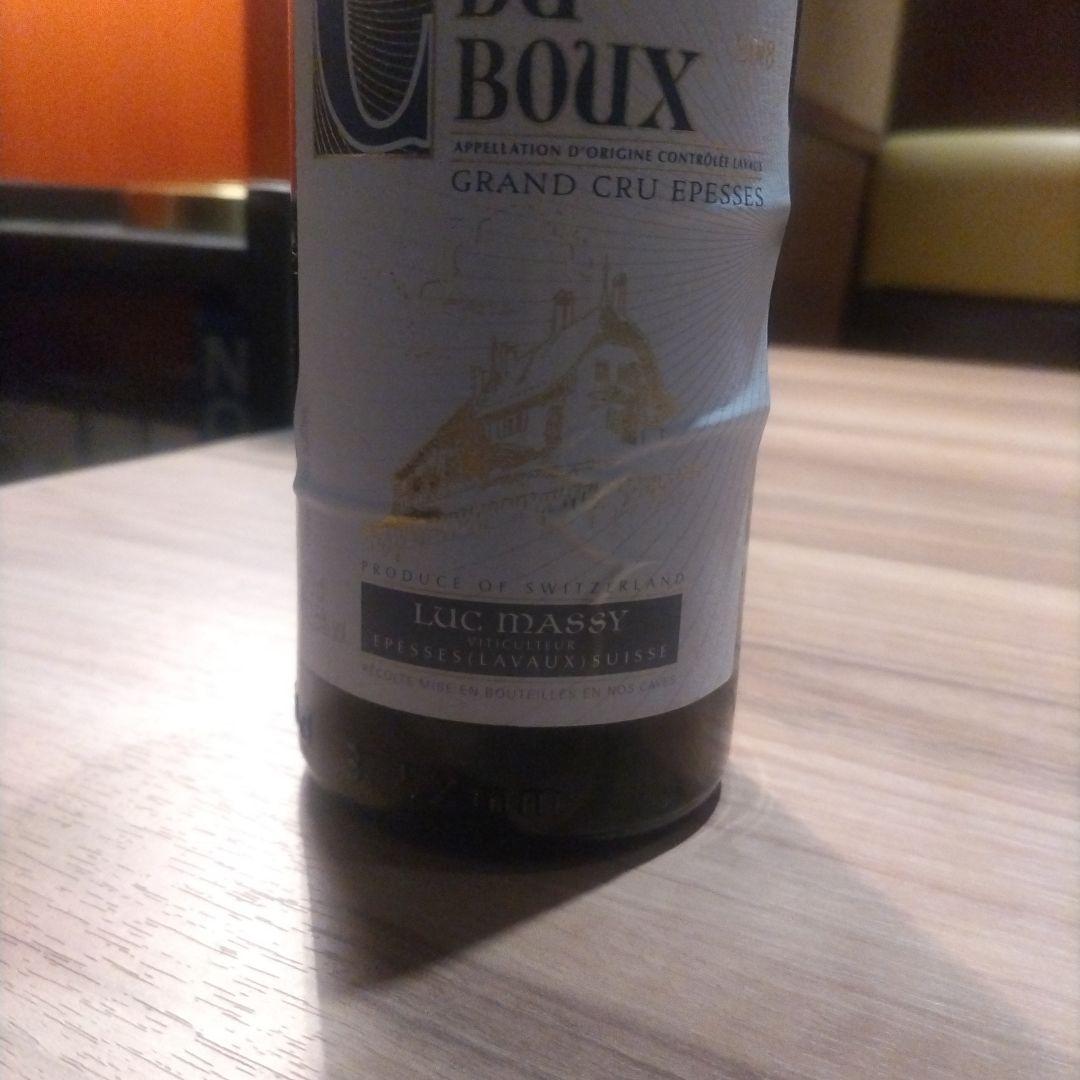 C
DU
BOUX
APPELLATION D'ORIGINE CONTRÔLÉE LAVAUX
GRAND CRU EPESSES
PRODUCE OF SWITZERLAND
LUC MASSY
VITICULTEUR
EPESSES (LAVAUX) SUISSE
RÉCOLTE MISE EN BOUTEILLES EN NOS CAVES